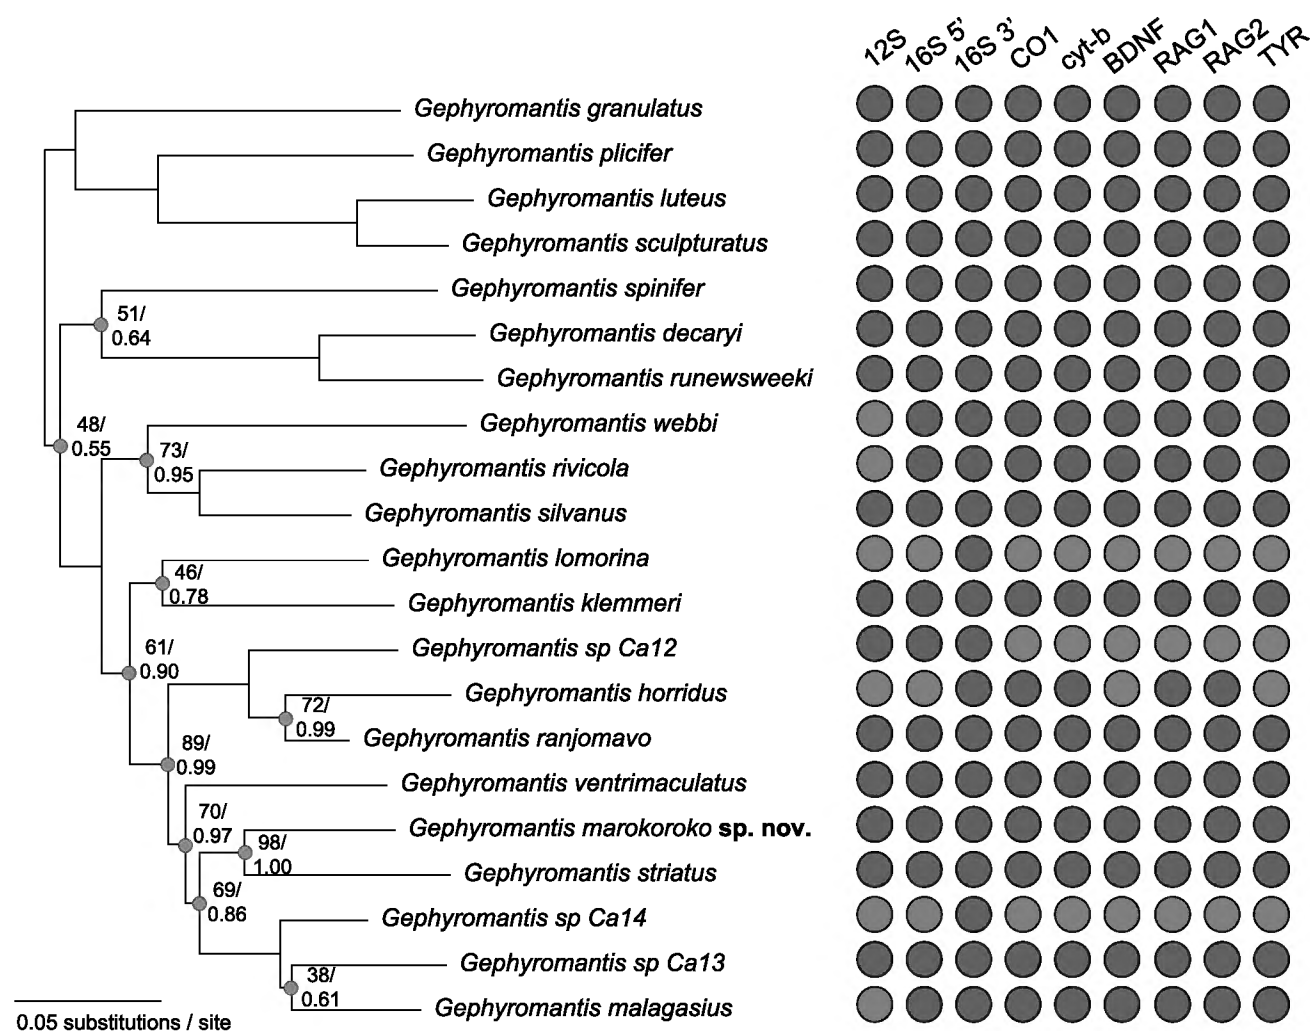 12S 16S 5’ 16S 3’ CO1 cyt-b BDNF RAG1 RAG2 TYR
Gephyromantis granulatus
Gephyromantis plicifer
Gephyromantis luteus
Gephyromantis sculpturatus
Gephyromantis spinifer
51/
0.64
Gephyromantis decaryi
Gephyromantis runewsweeki
48/
0.55
Gephyromantis webbi
73/
0.95
Gephyromantis rivicola
Gephyromantis silvanus
Gephyromantis lomorina
46/
0.78
Gephyromantis klemmeri
61/
0.90
Gephyromantis sp Ca12
Gephyromantis horridus
72/
0.99
Gephyromantis ranjomavo
89/
0.99
Gephyromantis ventrimaculatus
70/
0.97
Gephyromantis marokoroko sp. nov.
98/
1.00
Gephyromantis striatus
69/
0.86
Gephyromantis sp Ca14
Gephyromantis sp Ca13
38/
0.61
Gephyromantis malagasius
0.05 substitutions / site